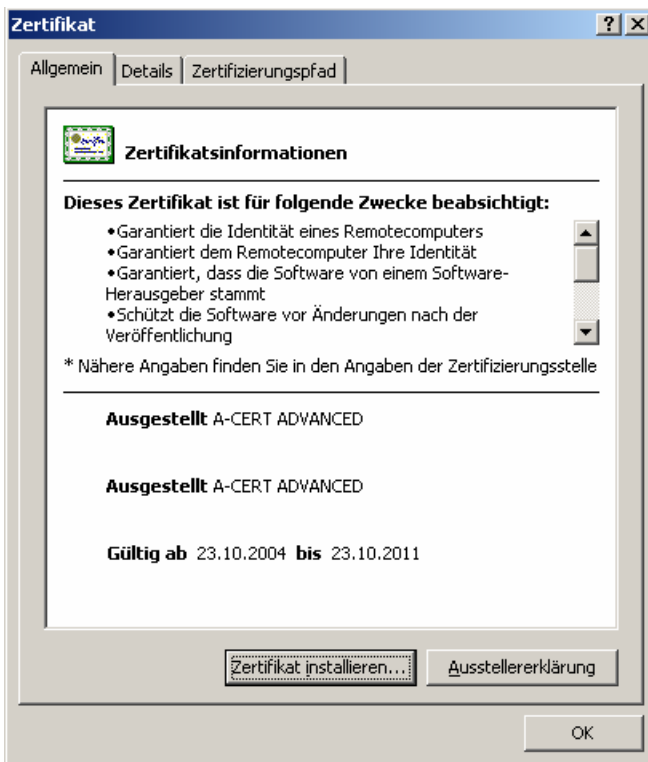 Zertifikat
Allgemein Details Zertifizierungspfad
Zertifikatsinformationen
Dieses Zertifikat ist für folgende Zwecke beabsichtigt:
•Garantiert die Identität eines Remotecomputers
•Garantiert dem Remotecomputer Ihre Identität
•Garantiert, dass die Software von einem Software-
Herausgeber stammt
•Schützt die Software vor Änderungen nach der
Veröffentlichung
* Nähere Angaben finden Sie in den Angaben der Zertifizierungsstelle
Ausgestellt A-CERT ADVANCED
Ausgestellt A-CERT ADVANCED
Gültig ab 23.10.2004 bis 23.10.2011
Zertifikat installieren... Ausstellererklärung
OK